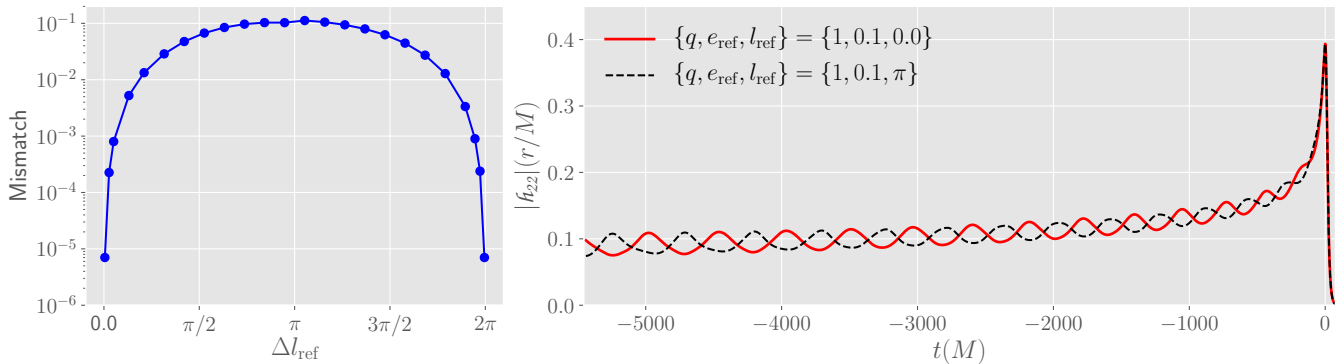 Mismatch
10⁻¹
10⁻²
10⁻³
10⁻⁴
10⁻⁵
10⁻⁶
0.0
π/2
π
3π/2
2π
Δl_ref
|ℎ₂₂|(r/M)
0.4
0.3
0.2
0.1
0.0
{q, e_ref, l_ref} = {1, 0.1, 0.0}
{q, e_ref, l_ref} = {1, 0.1, π}
−5000
−4000
−3000
−2000
−1000
0
t(M)